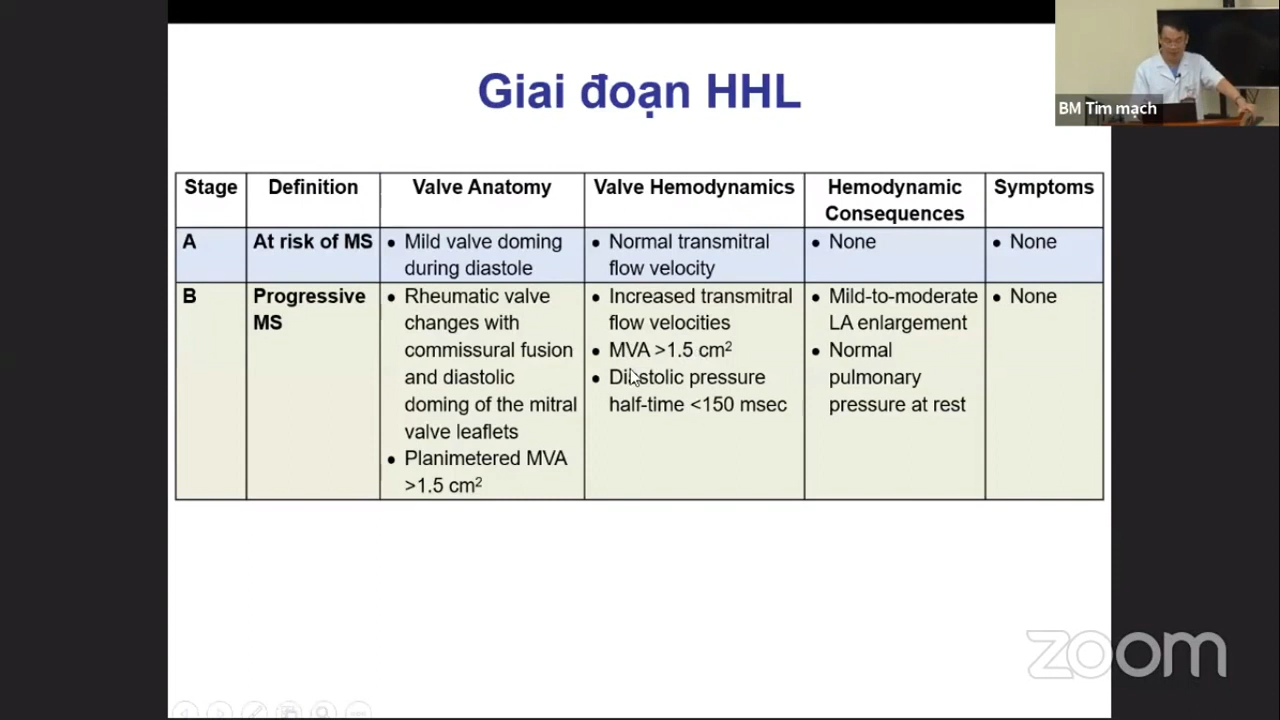 Giai đoạn HHL
BM Tim mạch
Stage Definition Valve Anatomy Valve Hemodynamics Hemodynamic Consequences Symptoms
A
At risk of MS
• Mild valve doming
during diastole
• Normal transmitral
flow velocity
• None
• None
B
Progressive
MS
• Rheumatic valve
changes with
commissural fusion
and diastolic
doming of the mitral
valve leaflets
• Planimetered MVA
>1.5 cm²
• Increased transmitral
flow velocities
• MVA >1.5 cm²
• Diastolic pressure
half-time <150 msec
• Mild-to-moderate
LA enlargement
• Normal
pulmonary
pressure at rest
• None
zoom